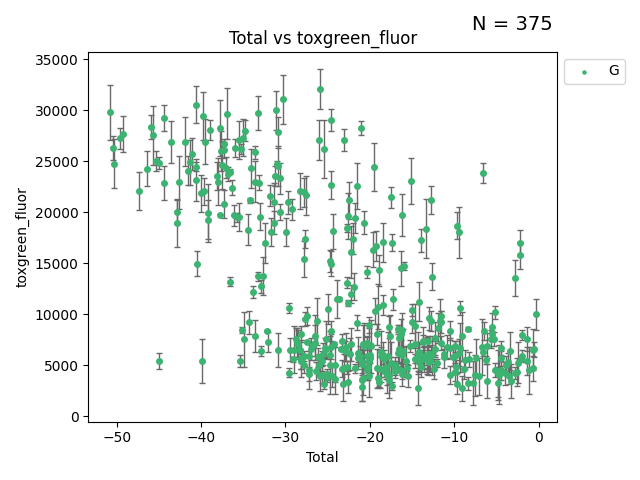 N = 375
Total vs toxgreen_fluor
G
toxgreen_fluor
35000
30000
25000
20000
15000
10000
5000
0
−50 −40 −30 −20 −10 0
Total